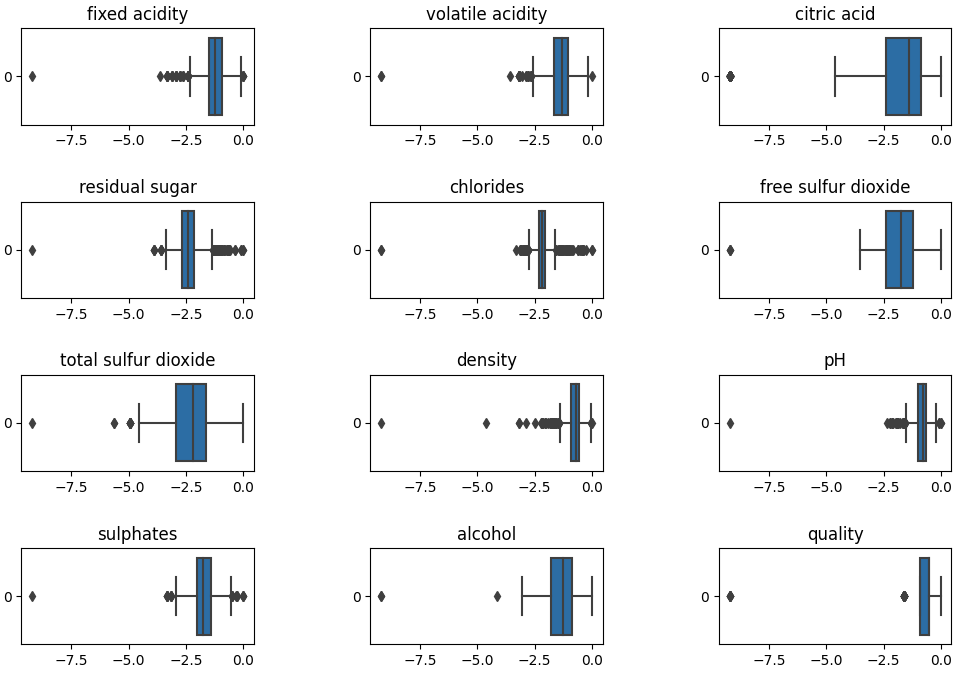 fixed acidity volatile acidity citric acid
0 0 0
−7.5 −5.0 −2.5 0.0 −7.5 −5.0 −2.5 0.0 −7.5 −5.0 −2.5 0.0
residual sugar chlorides free sulfur dioxide
0 0 0
−7.5 −5.0 −2.5 0.0 −7.5 −5.0 −2.5 0.0 −7.5 −5.0 −2.5 0.0
total sulfur dioxide density pH
0 0 0
−7.5 −5.0 −2.5 0.0 −7.5 −5.0 −2.5 0.0 −7.5 −5.0 −2.5 0.0
sulphates alcohol quality
0 0 0
−7.5 −5.0 −2.5 0.0 −7.5 −5.0 −2.5 0.0 −7.5 −5.0 −2.5 0.0